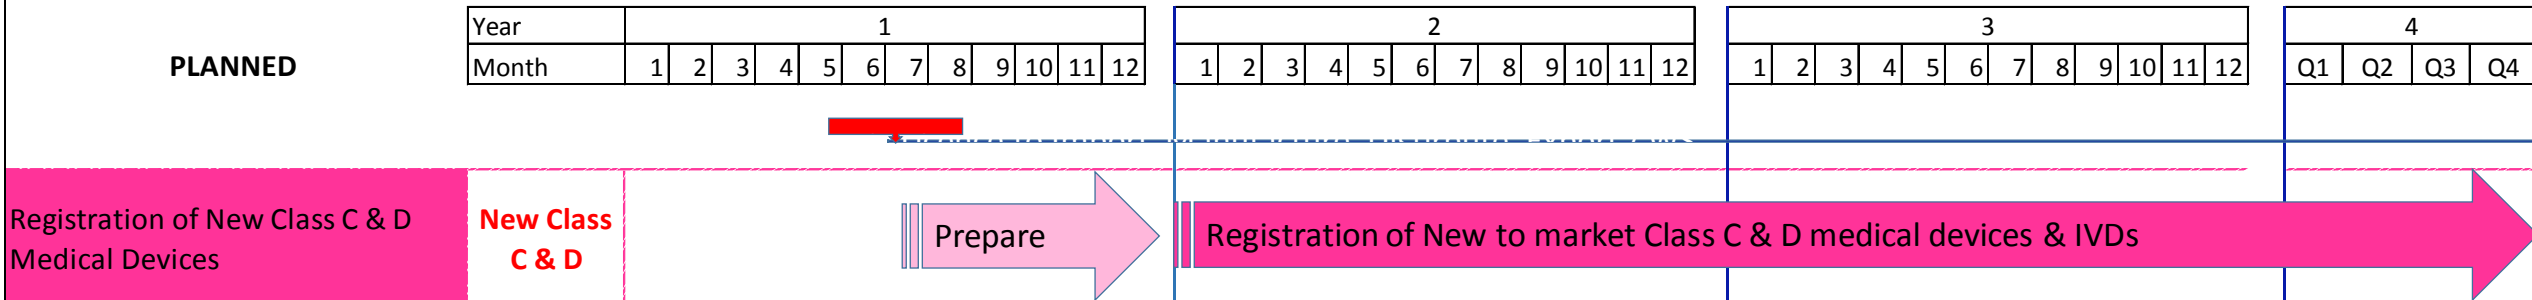 PLANNED
Year 1 2 3 4
Month 1 2 3 4 5 6 7 8 9 10 11 12 1 2 3 4 5 6 7 8 9 10 11 12 1 2 3 4 5 6 7 8 9 10 11 12 Q1 Q2 Q3 Q4
Registration of New Class C & D
Medical Devices
New Class
C & D
Prepare
Registration of New to market Class C & D medical devices & IVDs